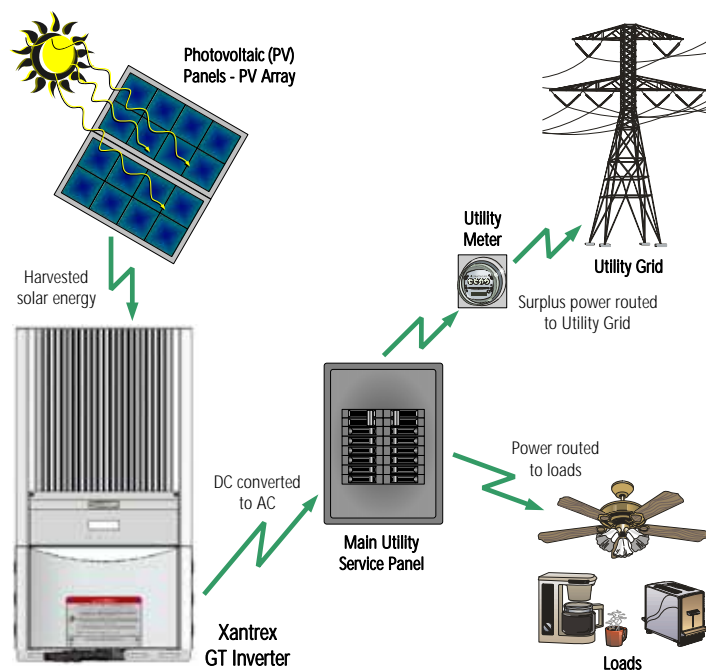 Photovoltaic (PV)
Panels - PV Array
Harvested
solar energy
Utility
Meter
Utility Grid
Surplus power routed
to Utility Grid
DC converted
to AC
Main Utility
Service Panel
Power routed
to loads
Xantrex
GT Inverter
Loads